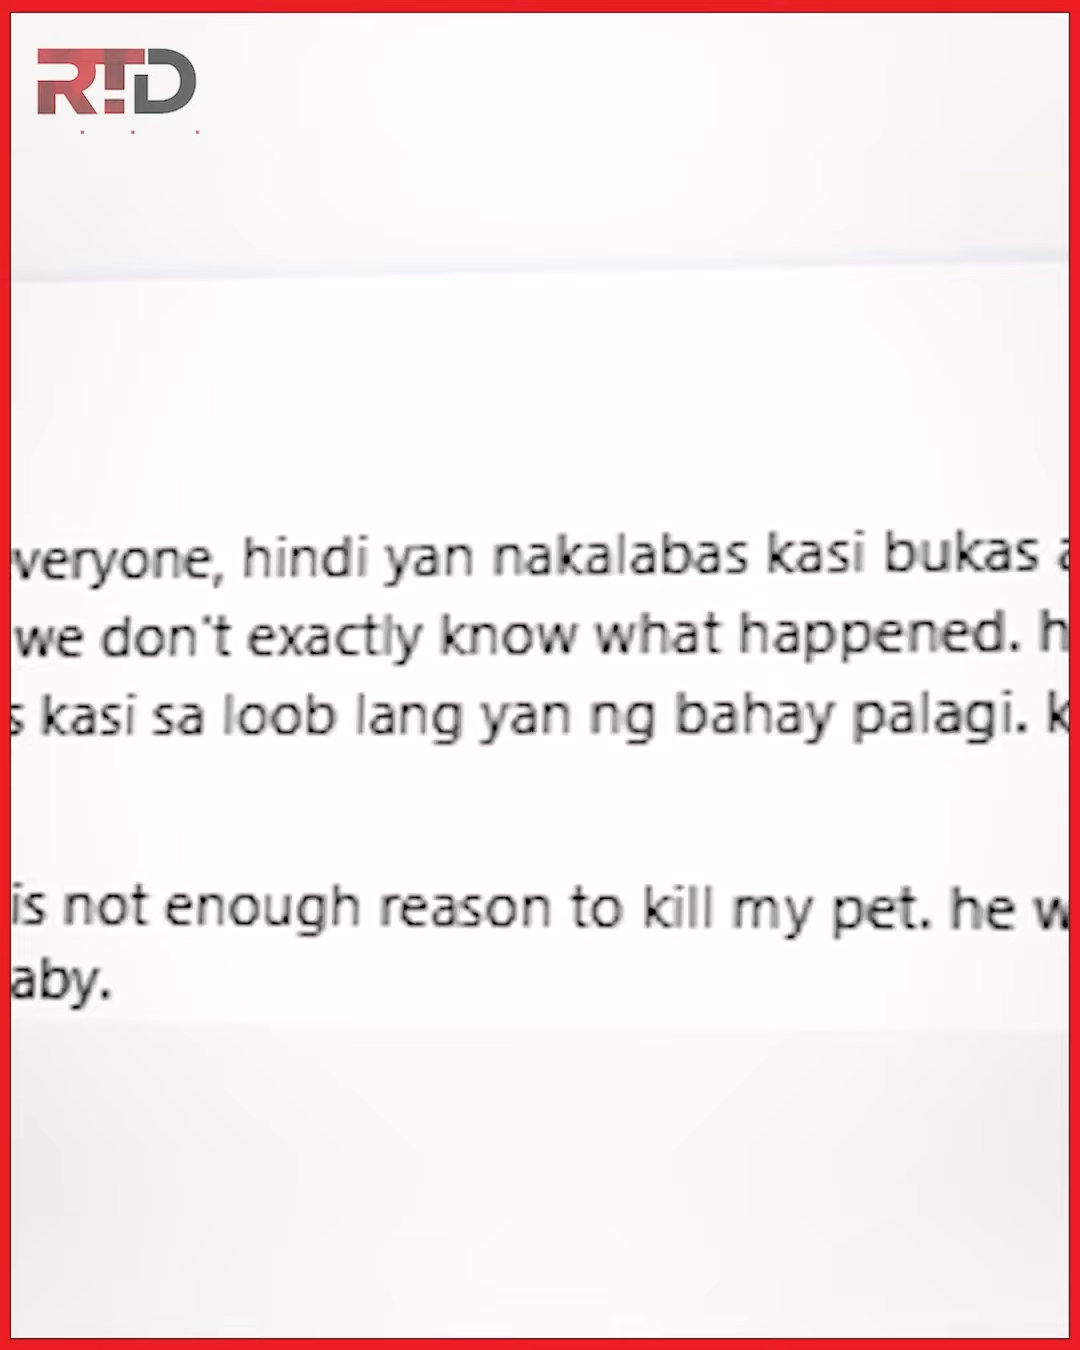 RTD
veryone, hindi yan nakalabas kasi bukas
we don't exactly know what happened.
kasi sa loob lang yan ng bahay palagi.
is not enough reason to kill my pet. he
aby.